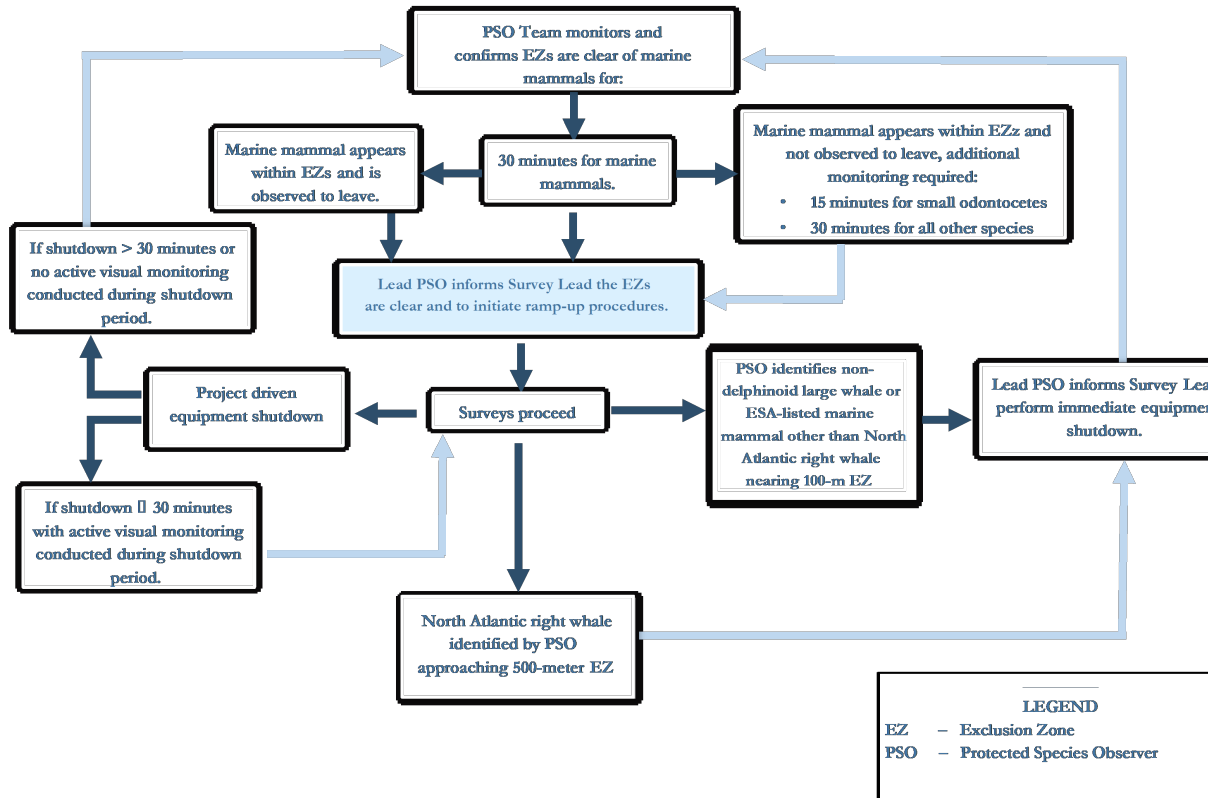 PSO Team monitors and
confirms EZs are clear of marine
mammals for:
Marine mammal appears
within EZs and is
observed to leave.
30 minutes for marine
mammals.
Marine mammal appears within EZz and
not observed to leave, additional
monitoring required:
• 15 minutes for small odontocetes
• 30 minutes for all other species
If shutdown > 30 minutes or
no active visual monitoring
conducted during shutdown
period.
Lead PSO informs Survey Lead the EZs
are clear and to initiate ramp-up procedures.
Project driven
equipment shutdown
Surveys proceed
PSO identifies non-
delphinoid large whale or
ESA-listed marine
mammal other than North
Atlantic right whale
nearing 100-m EZ
Lead PSO informs Survey Lea
perform immediate equipme
shutdown.
If shutdown ▯ 30 minutes
with active visual monitoring
conducted during shutdown
period.
North Atlantic right whale
identified by PSO
approaching 500-meter EZ
LEGEND
EZ – Exclusion Zone
PSO – Protected Species Observer